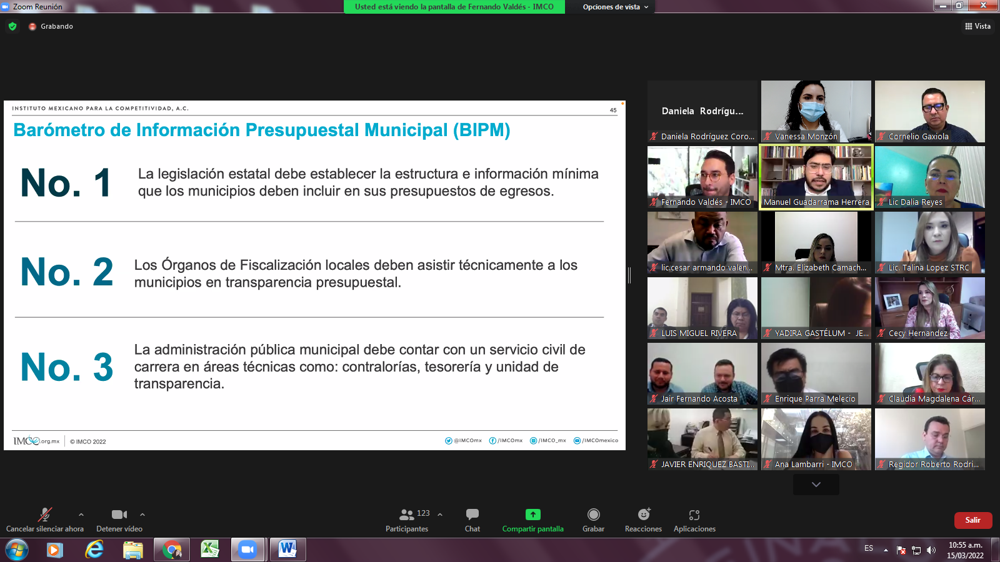 Zoom Reunión
Usted está viendo la pantalla de Fernando Valdés - IMCO
Opciones de vista
Grabando
Vista
INSTITUTO MEXICANO PARA LA COMPETITIVIDAD, A.C.
45
Barómetro de Información Presupuestal Municipal (BIPM)
No. 1
La legislación estatal debe establecer la estructura e información mínima
que los municipios deben incluir en sus presupuestos de egresos.
No. 2
Los Órganos de Fiscalización locales deben asistir técnicamente a los
municipios en transparencia presupuestal.
No. 3
La administración pública municipal debe contar con un servicio civil de
carrera en áreas técnicas como: contralorías, tesorería y unidad de
transparencia.
IMCO.org.mx
© IMCO 2022
@IMCOmx
/IMCOmx
/IMCO_mx
/IMCOmexico
Daniela Rodrígu...
Daniela Rodríguez Coro...
Vanessa Monzón
Cornelio Gaxiola
Fernando Valdés - IMCO
Manuel Guadarrama Herrera
Lic Dalia Reyes
lic.cesar armando valen...
Mtra. Elizabeth Camach...
Lic. Talina Lopez STRC
LUIS MIGUEL RIVERA
YADIRA GASTÉLUM - JE...
Cecy Hernandez
Jair Fernando Acosta
Enrique Parra Melecio
Claudia Magdalena Cár...
JAVIER ENRIQUEZ BASTI...
Ana Lambarri - IMCO
Regidor Roberto Rodri...
Cancelar silenciar ahora
Detener vídeo
123
Participantes
Chat
Compartir pantalla
Grabar
Reacciones
Aplicaciones
Salir
ES
10:55 a.m.
15/03/2022